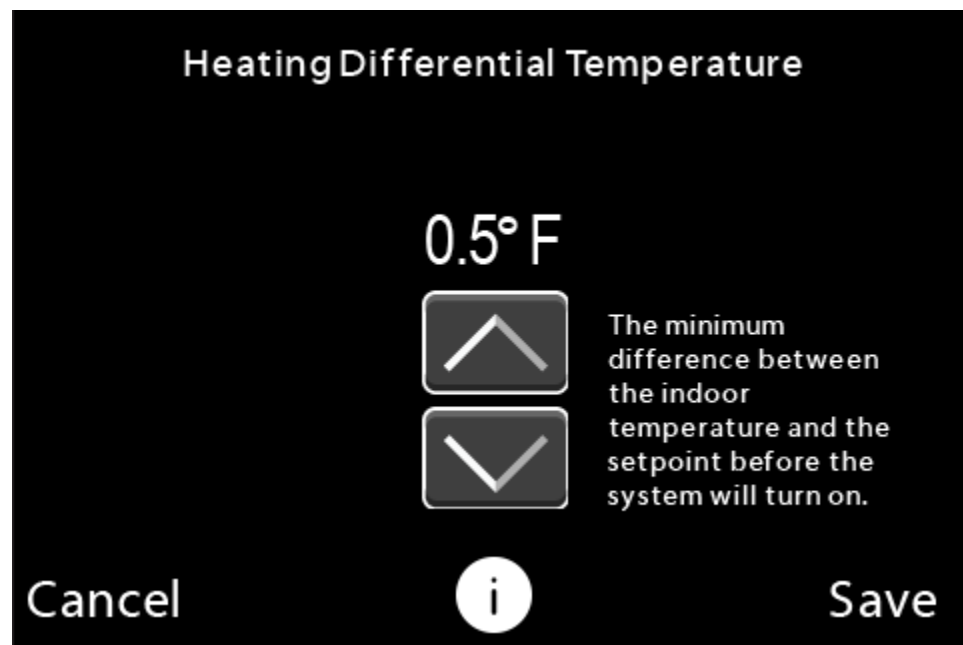 Heating Differential Temperature
0.5° F
The minimum
difference between
the indoor
temperature and the
setpoint before the
system will turn on.
Cancel
i
Save